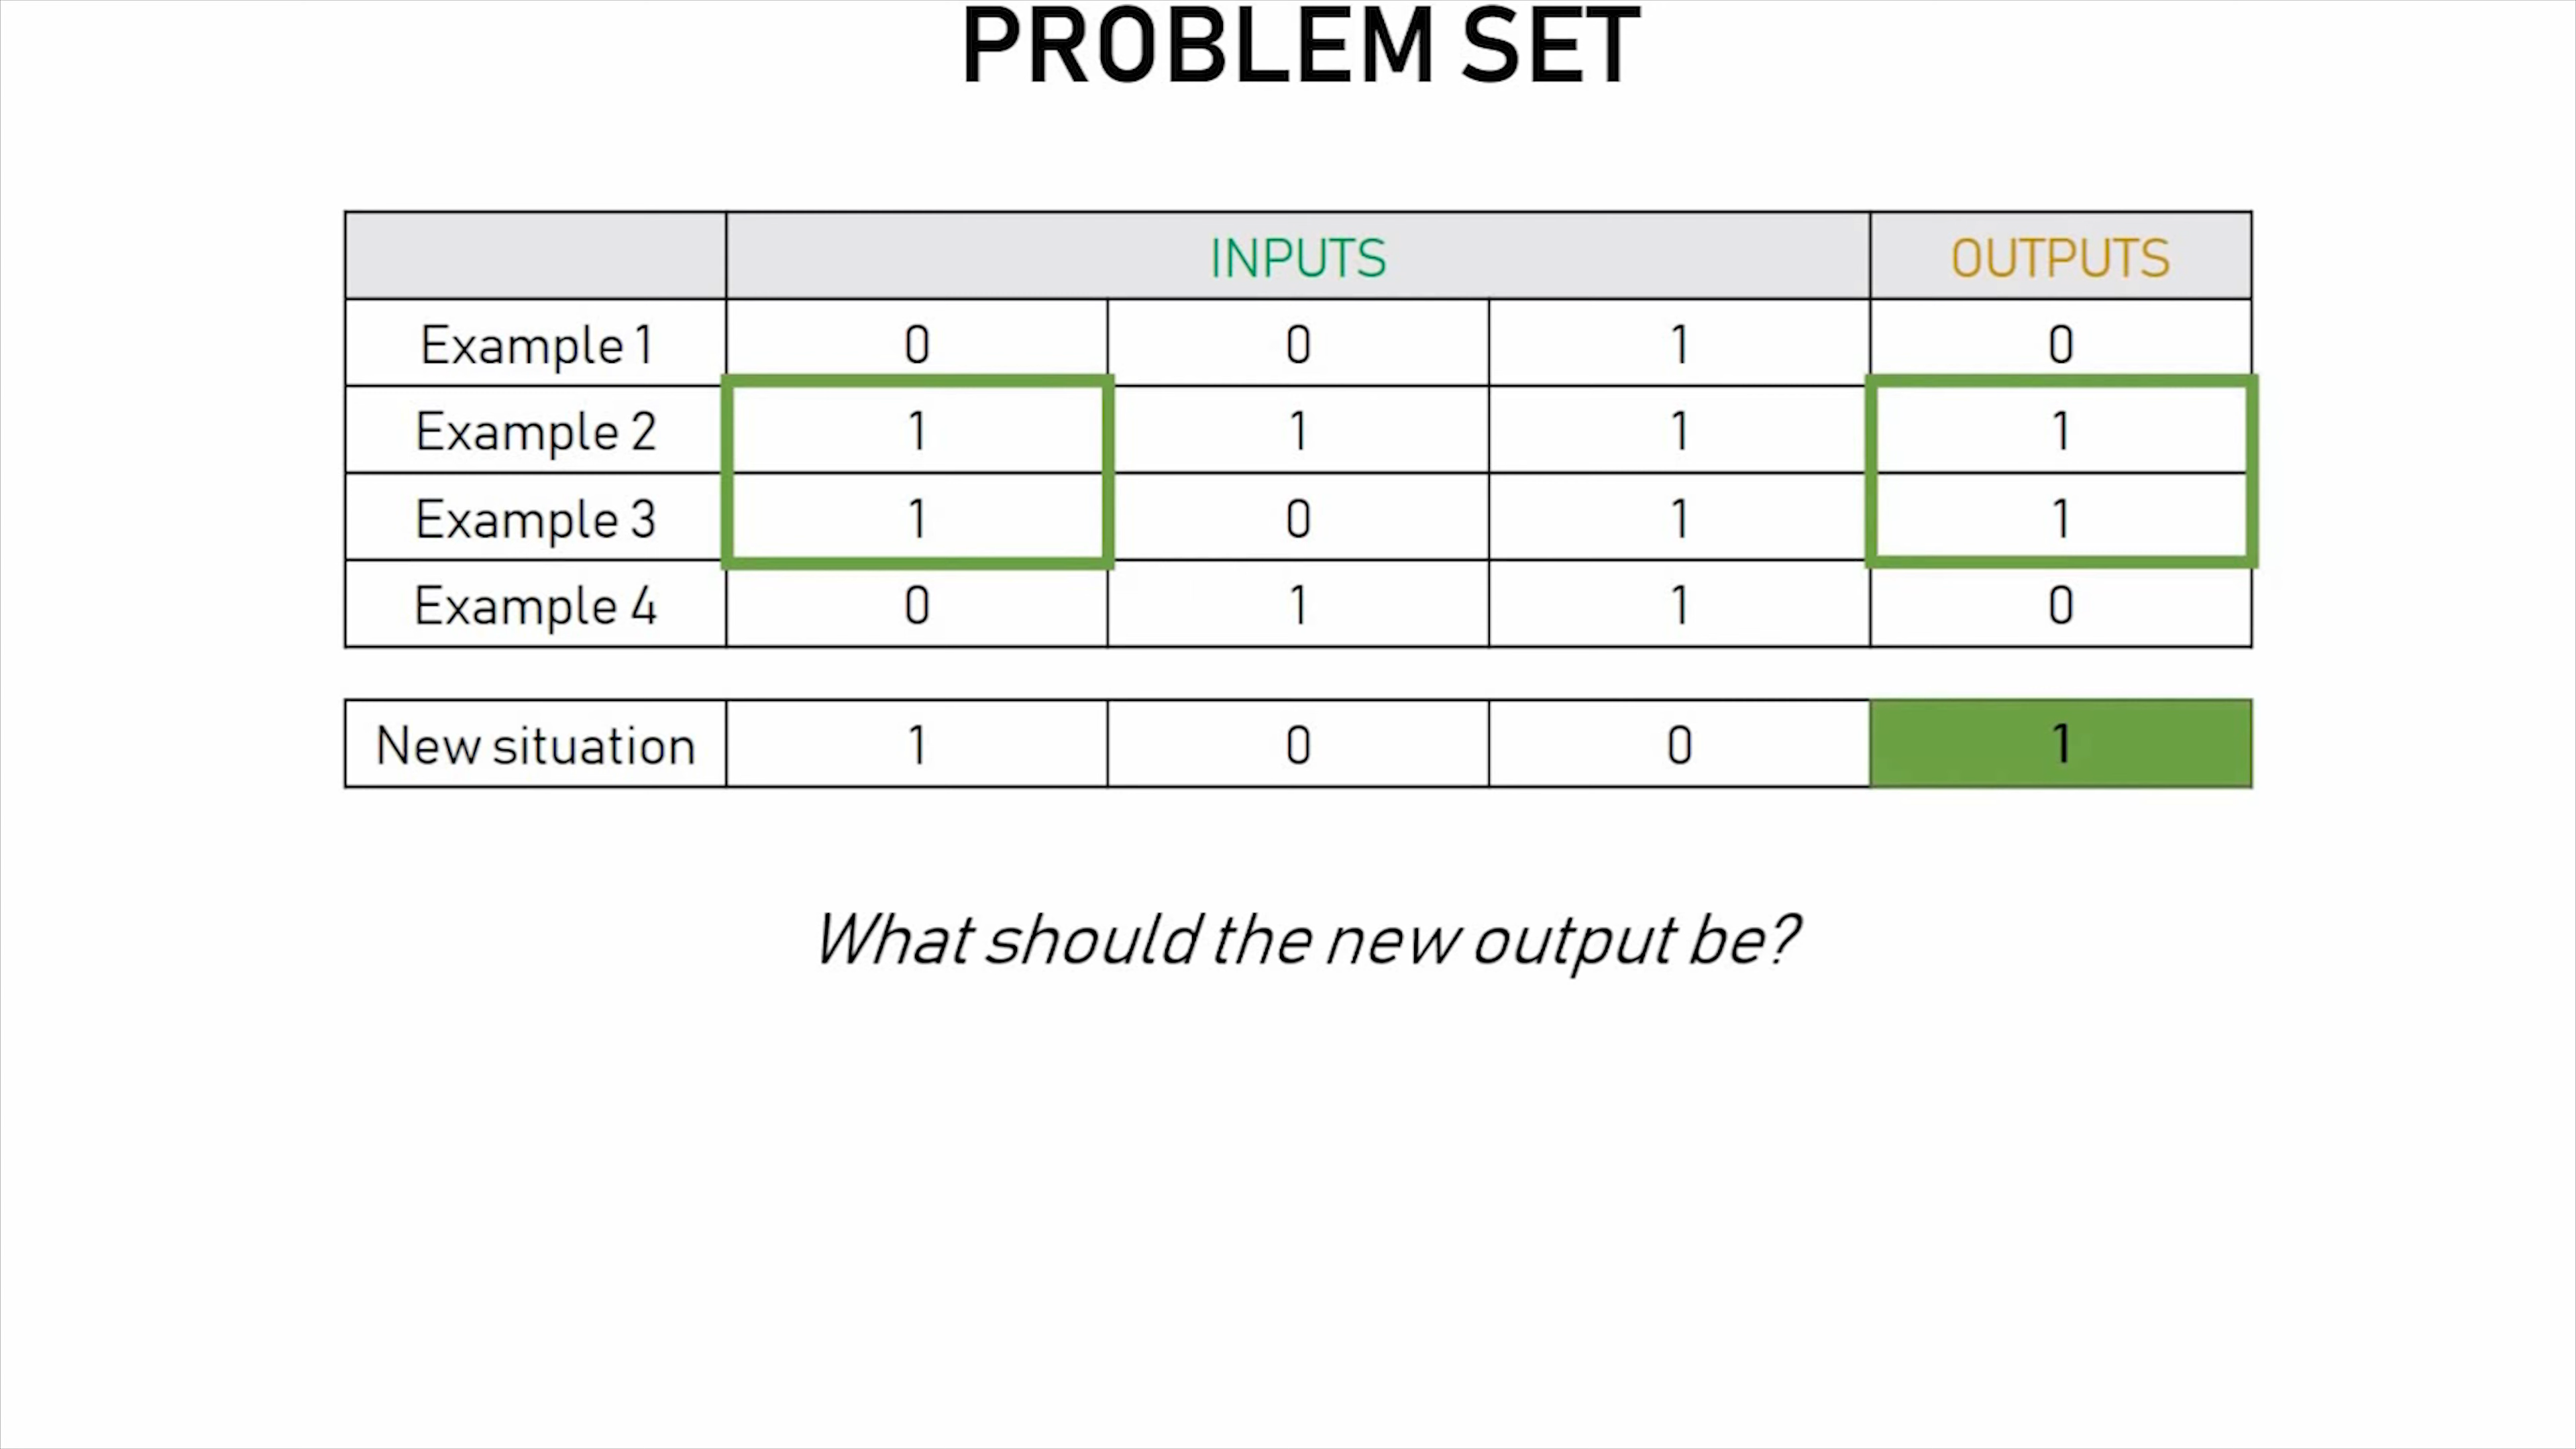 PROBLEM SET
INPUTS OUTPUTS
Example 1 0 0 1 0
Example 2 1 1 1 1
Example 3 1 0 1 1
Example 4 0 1 1 0
New situation 1 0 0 1
What should the new output be?